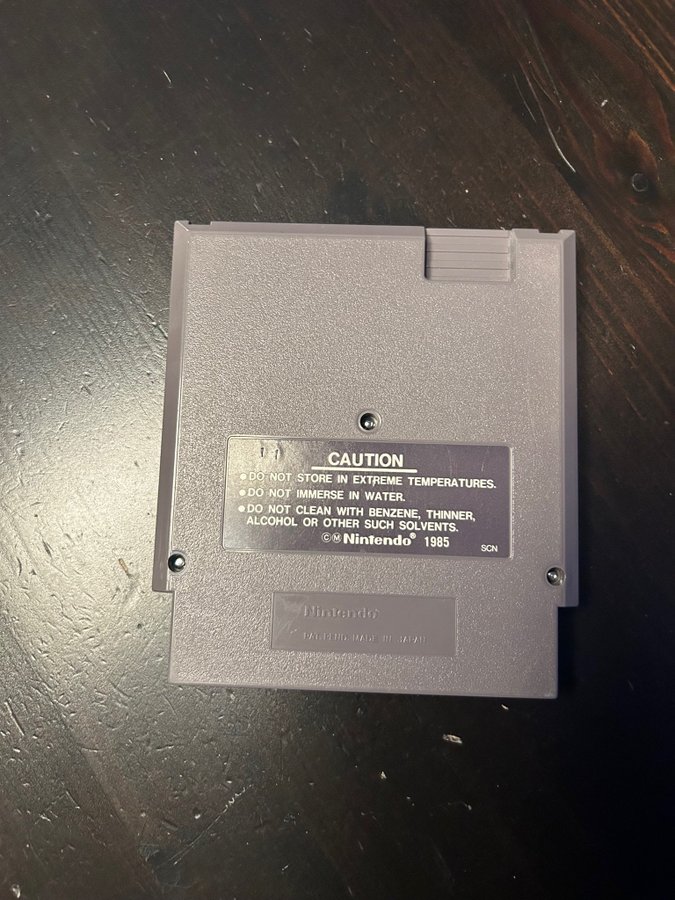 CAUTION
●DO NOT STORE IN EXTREME TEMPERATURES.
●DO NOT IMMERSE IN WATER.
●DO NOT CLEAN WITH BENZENE, THINNER,
ALCOHOL OR OTHER SUCH SOLVENTS.
ⒸⓂNintendo® 1985
SCN
Nintendo®
PAT.PEND. MADE IN JAPAN